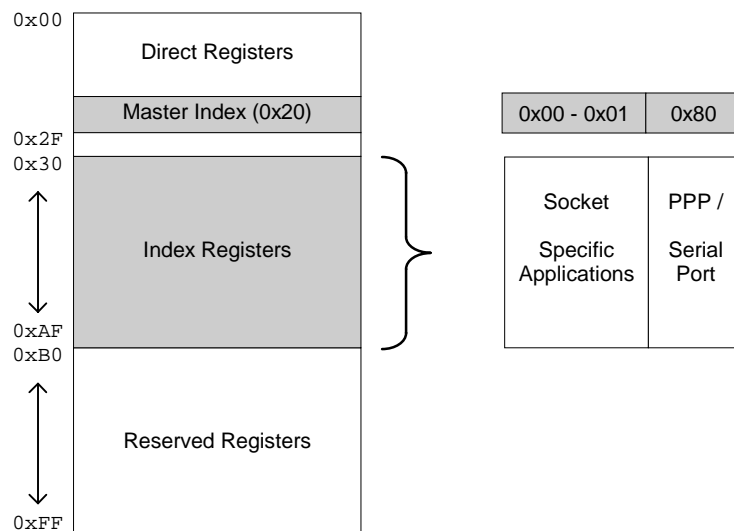 0x00
Direct Registers
Master Index (0x20)
0x2F
0x30
Index Registers
0xAF
0xB0
Reserved Registers
0xFF
0x00 - 0x01
0x80
Socket
Specific
Applications
PPP /
Serial
Port